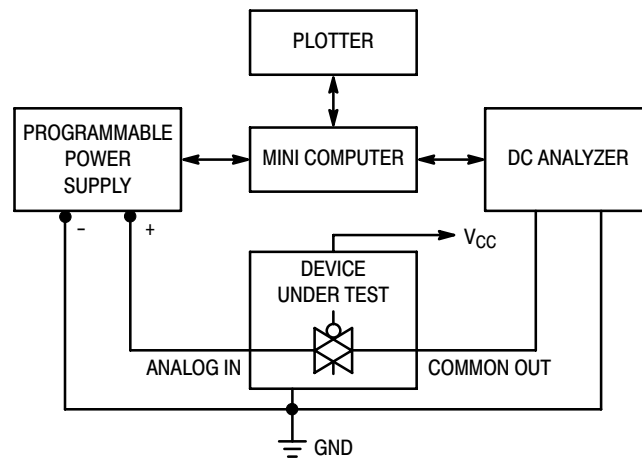 PLOTTER
PROGRAMMABLE
POWER
SUPPLY
MINI COMPUTER
DC ANALYZER
– +
VCC
DEVICE
UNDER TEST
ANALOG IN
COMMON OUT
GND